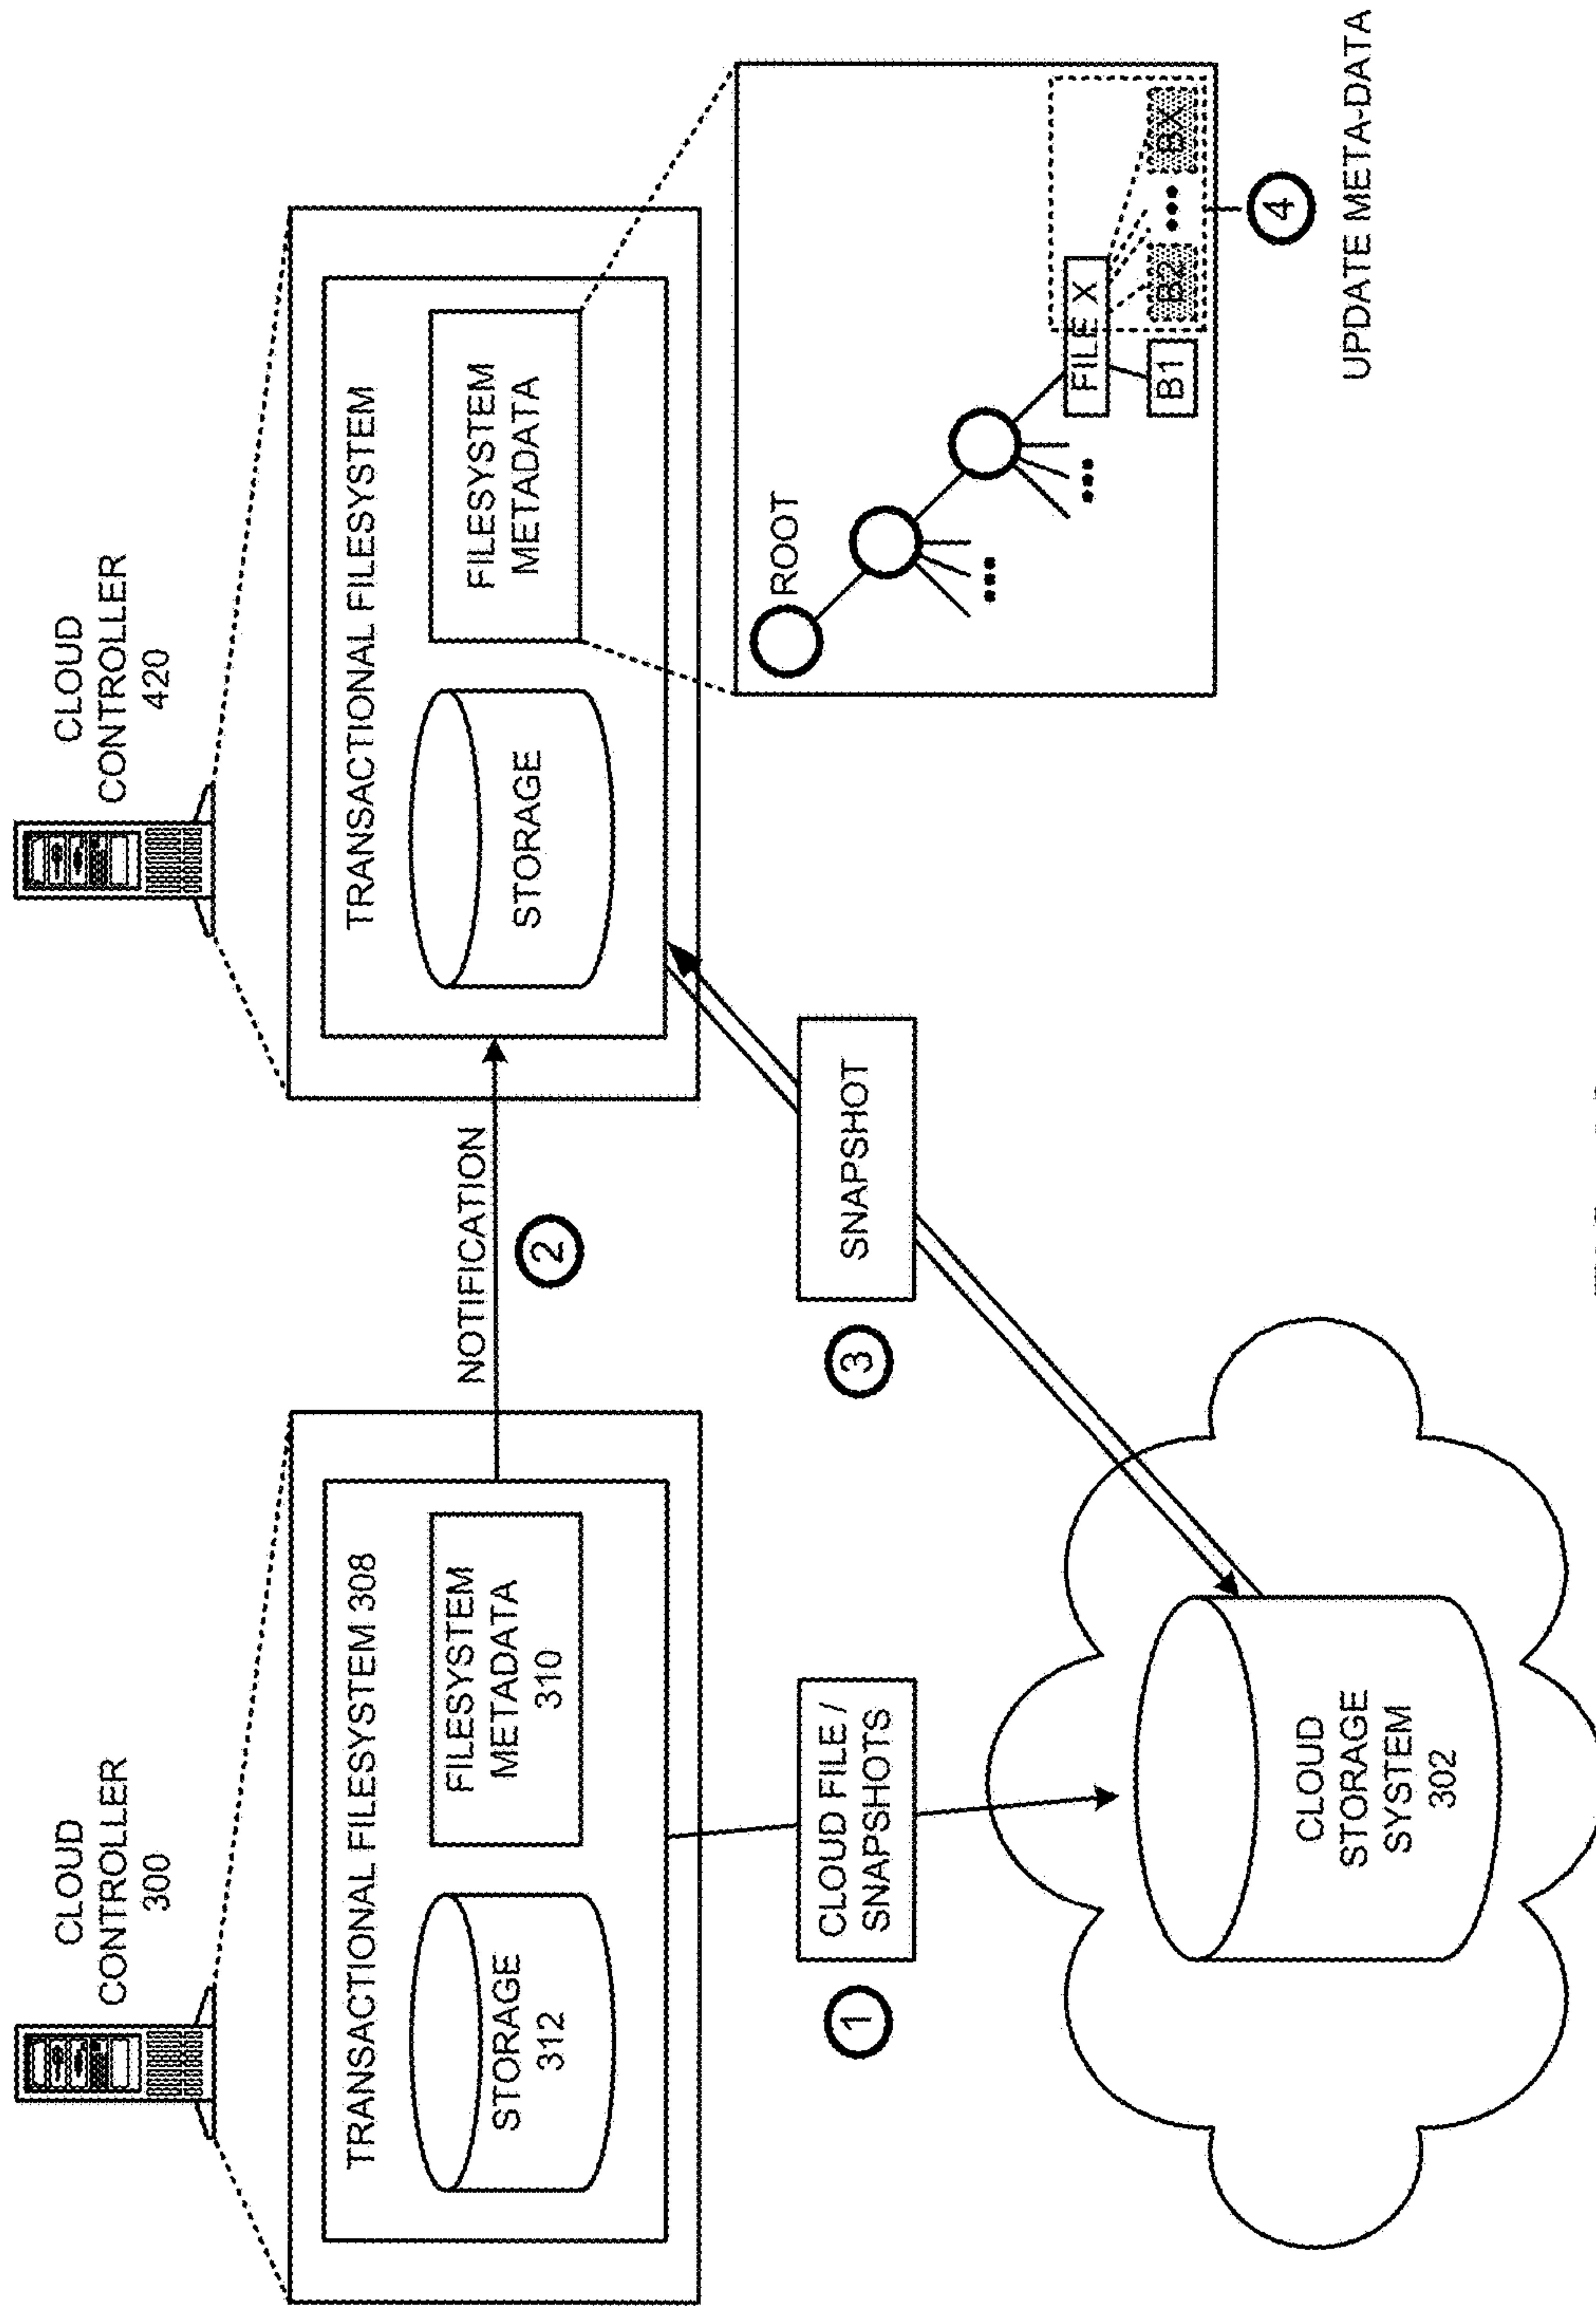 CLOUD
CONTROLLER
300
TRANSACTIONAL FILESYSTEM 308
STORAGE
312
FILESYSTEM
METADATA
310
1
CLOUD FILE /
SNAPSHOTS
CLOUD
STORAGE
SYSTEM
302
NOTIFICATION
2
3
SNAPSHOT
CLOUD
CONTROLLER
420
TRANSACTIONAL FILESYSTEM
STORAGE
FILESYSTEM
METADATA
ROOT
•••
•••
FILE X
B1
B2
•••
BX
4
UPDATE META-DATA